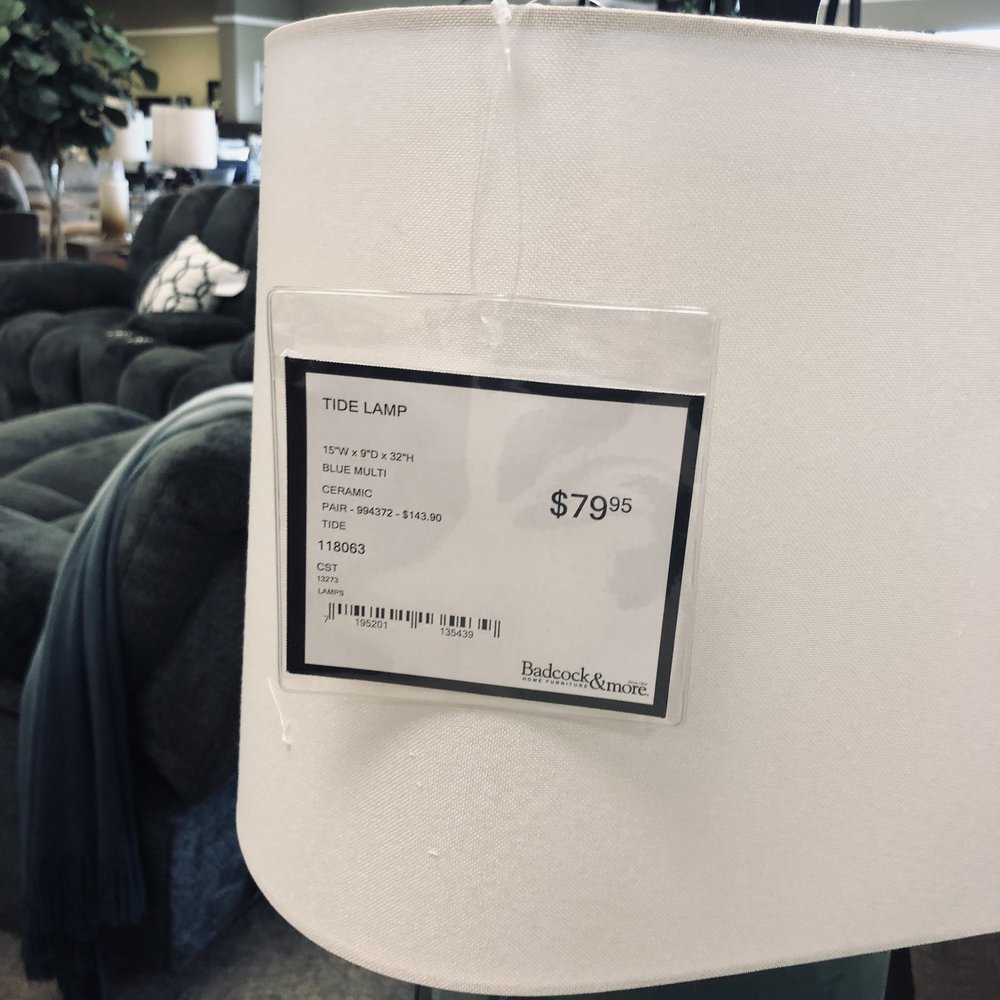 TIDE LAMP
15"W x 9"D x 32"H
BLUE MULTI
CERAMIC
PAIR - 994372 - $143.90
TIDE
118063
CST
13273
LAMPS
7 195201 135439
$79 95
Badcock &more
HOME FURNITURE